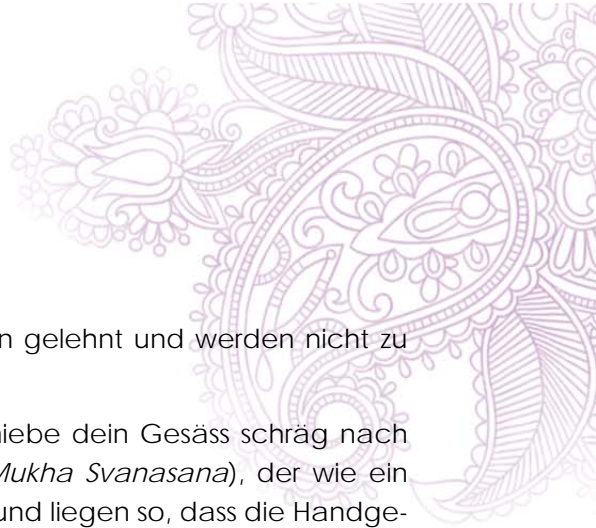 n gelehnt und werden nicht zu
niebe dein Gesäss schräg nach
Mukha Svanasana), der wie ein
und liegen so, dass die Handge-